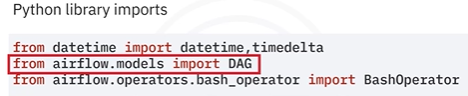 Python library imports
from datetime import datetime,timedelta
from airflow.models import DAG
from airflow.operators.bash_operator import BashOperator